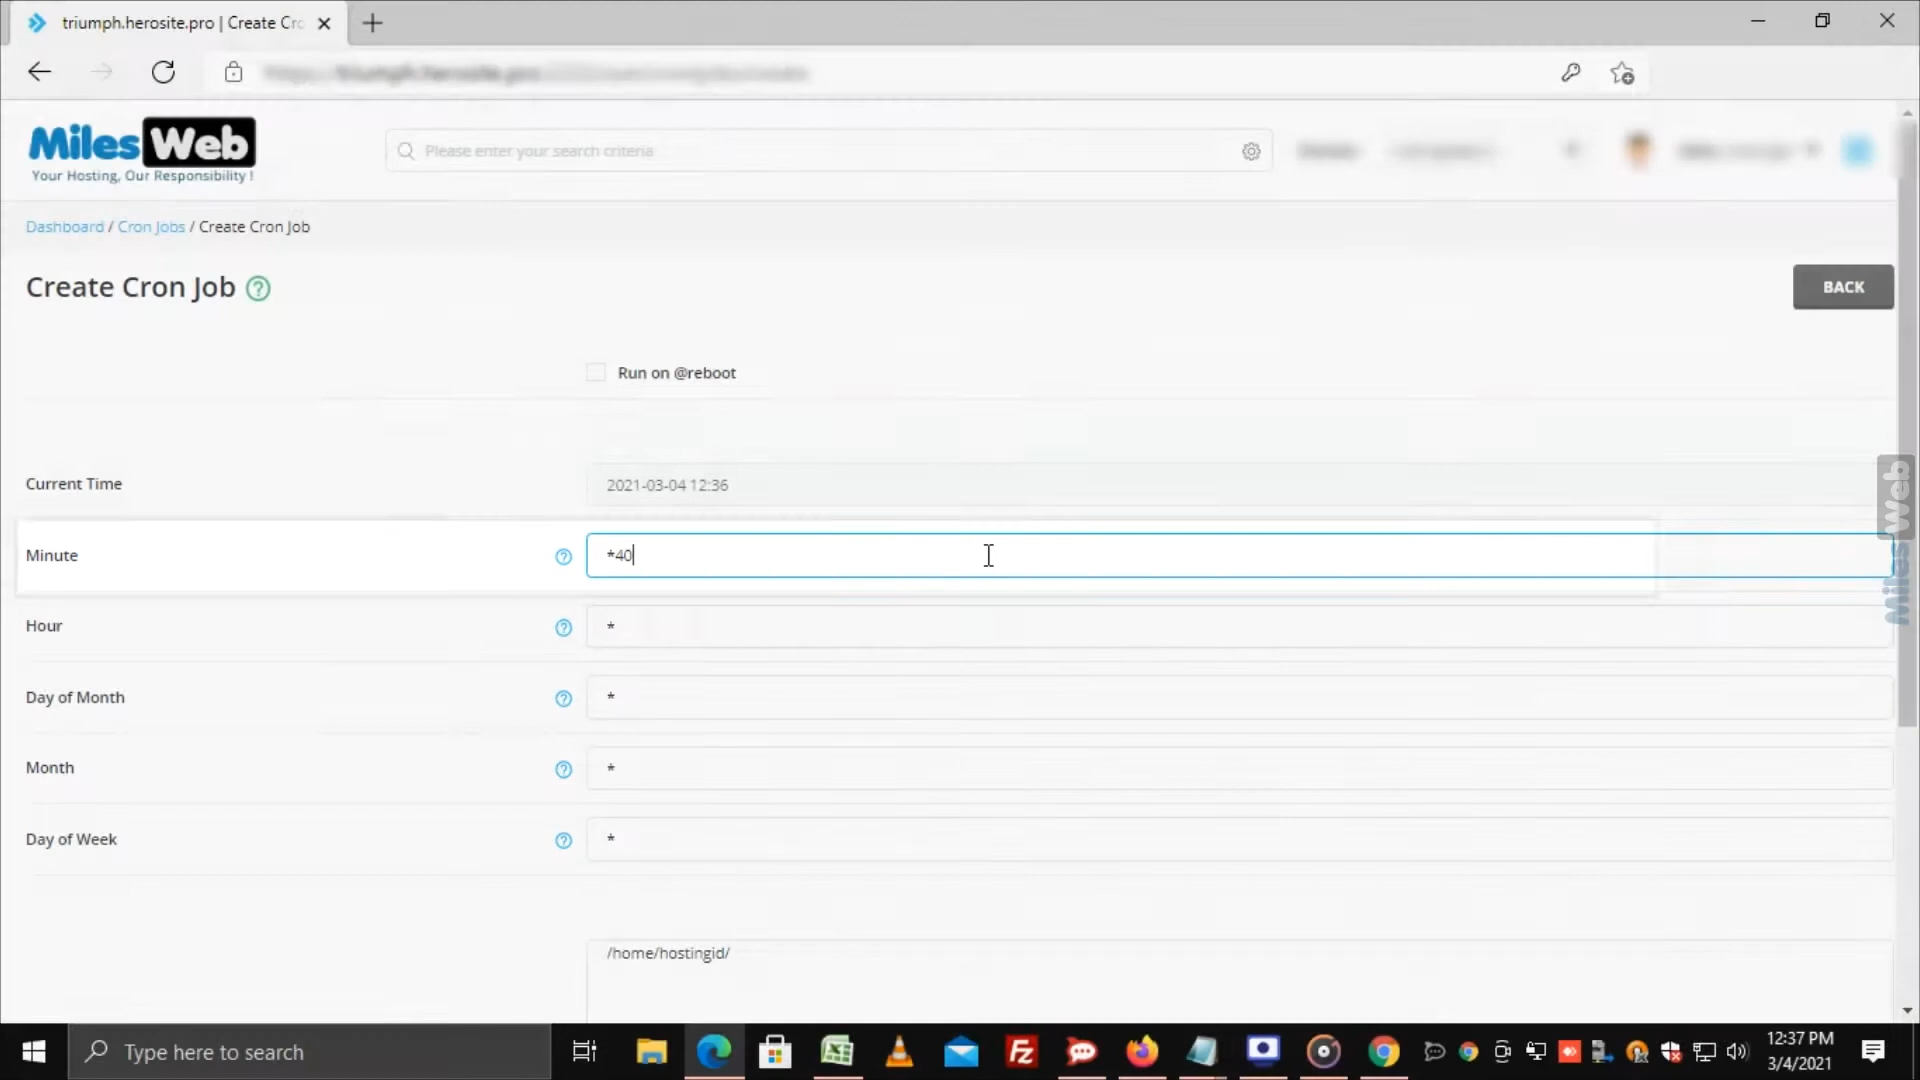 triumph.herosite.pro | Create Cro
MilesWeb
Your Hosting, Our Responsibility !
Please enter your search criteria
Dashboard / Cron Jobs / Create Cron Job
Create Cron Job
BACK
Run on @reboot
Current Time
2021-03-04 12:36
Minute
*40
Hour
*
Day of Month
*
Month
*
Day of Week
*
/home/hostingid/
MilesWeb
Type here to search
12:37 PM
3/4/2021